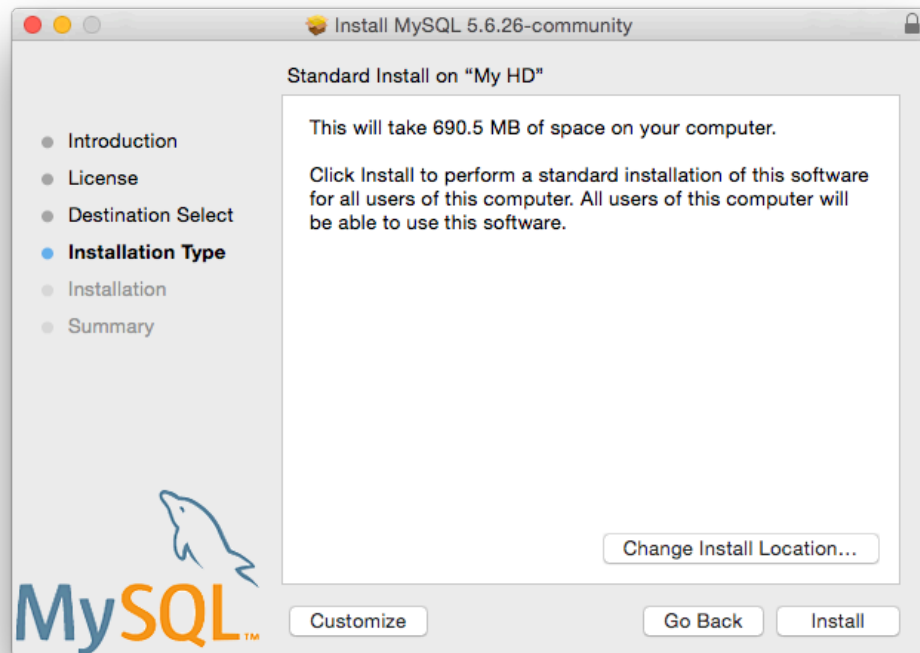 Install MySQL 5.6.26-community
Standard Install on “My HD”
Introduction
License
Destination Select
Installation Type
Installation
Summary
This will take 690.5 MB of space on your computer.
Click Install to perform a standard installation of this software
for all users of this computer. All users of this computer will
be able to use this software.
Change Install Location...
MySQL™
Customize
Go Back
Install